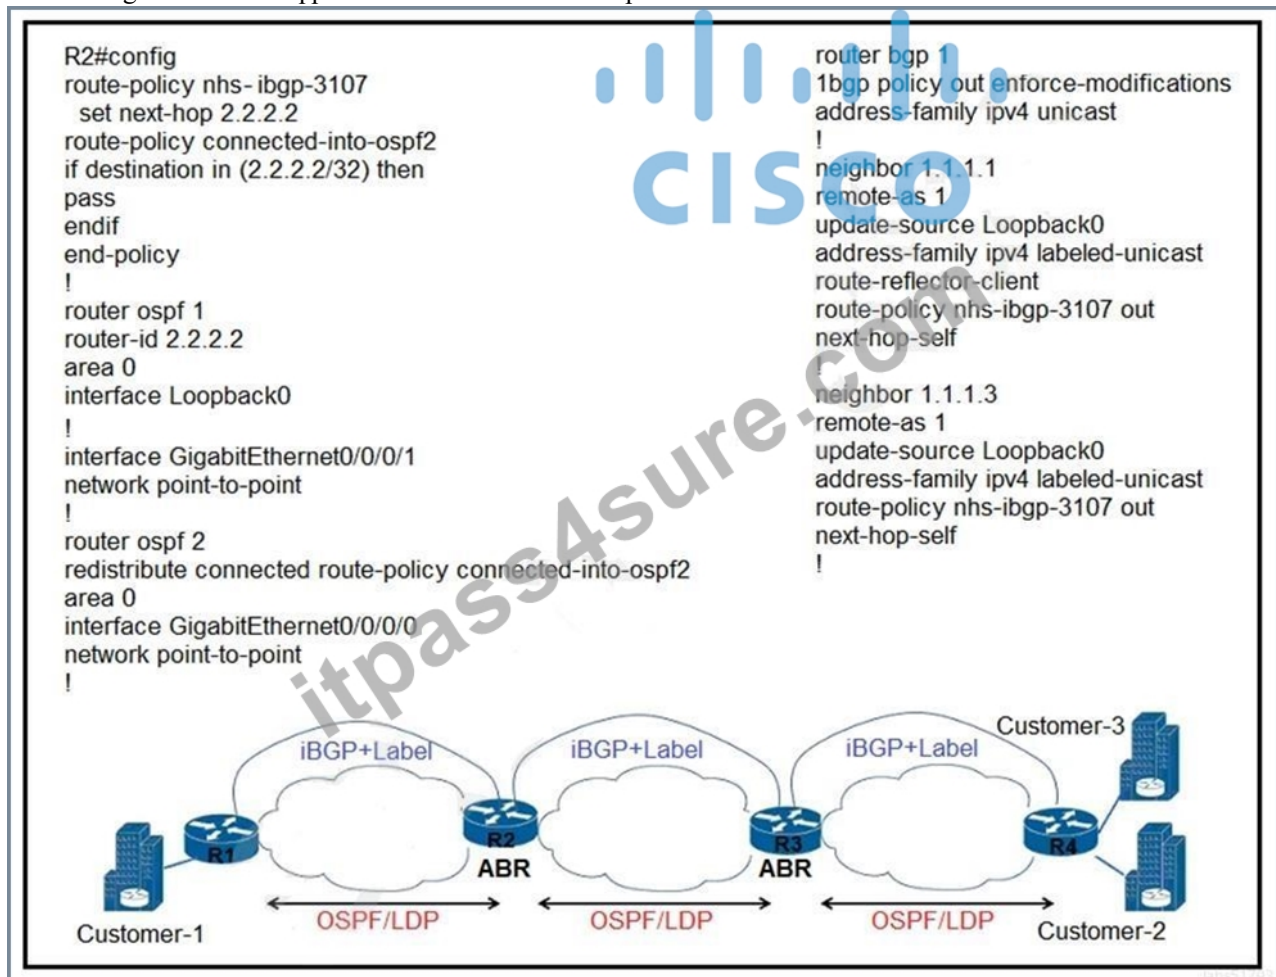 R2#config
route-policy nhs- ibgp-3107
set next-hop 2.2.2.2
route-policy connected-into-ospf2
if destination in (2.2.2.2/32) then
pass
endif
end-policy
!
router ospf 1
router-id 2.2.2.2
area 0
interface Loopback0
!
interface GigabitEthernet0/0/0/1
network point-to-point
!
router ospf 2
redistribute connected route-policy connected-into-ospf2
area 0
interface GigabitEthernet0/0/0/0
network point-to-point
!
router bgp 1
1bgp policy out enforce-modifications
address-family ipv4 unicast
!
neighbor 1.1.1.1
remote-as 1
update-source Loopback0
address-family ipv4 labeled-unicast
route-reflector-client
route-policy nhs-ibgp-3107 out
next-hop-self
!
neighbor 1.1.1.3
remote-as 1
update-source Loopback0
address-family ipv4 labeled-unicast
route-policy nhs-ibgp-3107 out
next-hop-self
!
CISCO
itpass4sure.com
iBGP+Label
iBGP+Label
iBGP+Label
Customer-3
R1
R2
R3
R4
ABR
ABR
OSPF/LDP
OSPF/LDP
OSPF/LDP
Customer-1
Customer-2